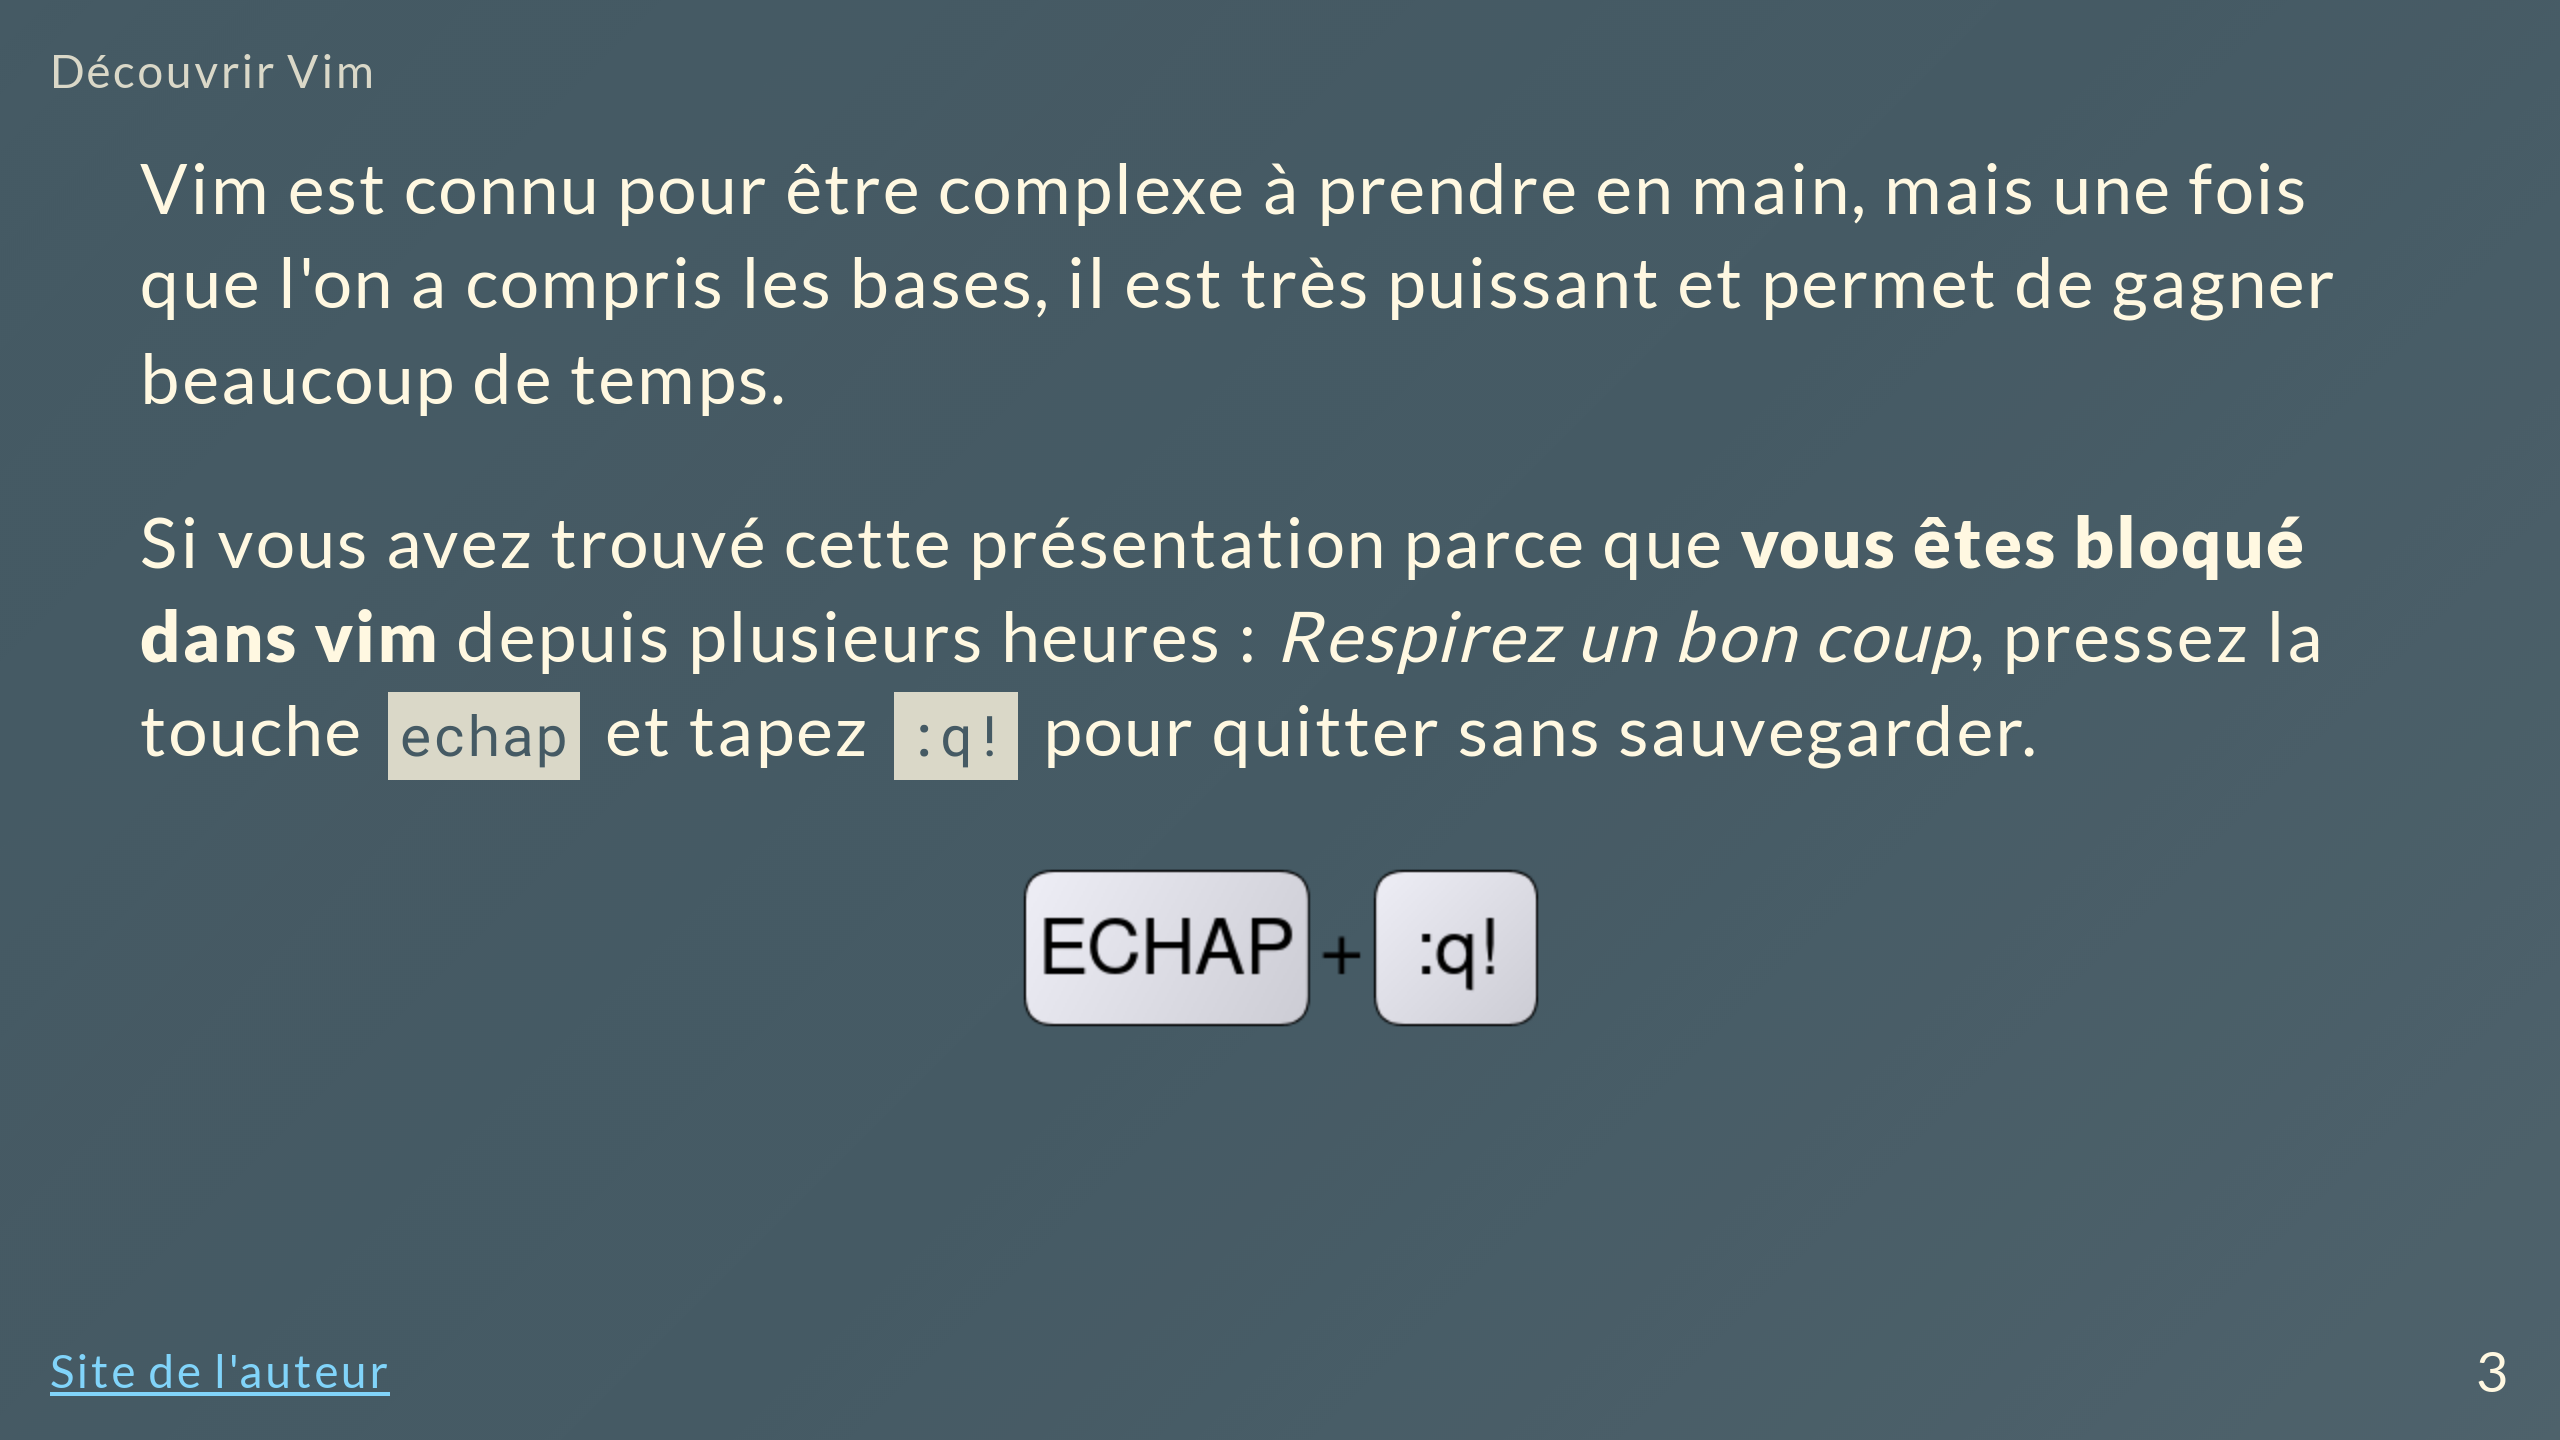 Découvrir Vim
Vim est connu pour être complexe à prendre en main, mais une fois
que l'on a compris les bases, il est très puissant et permet de gagner
beaucoup de temps.
Si vous avez trouvé cette présentation parce que vous êtes bloqué
dans vim depuis plusieurs heures : Respirez un bon coup, pressez la
touche echap et tapez :q! pour quitter sans sauvegarder.
ECHAP + :q!
Site de l'auteur
3